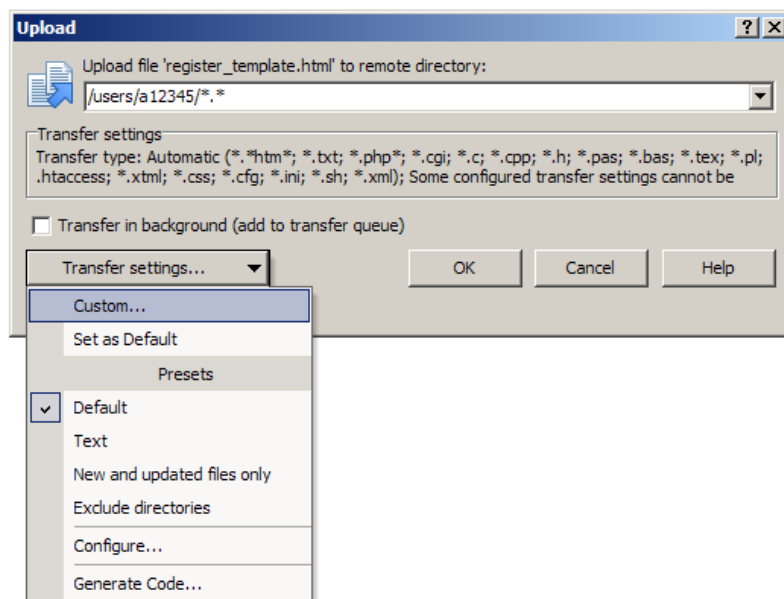 Upload
Upload file 'register_template.html' to remote directory:
/users/a12345/*.*
Transfer settings
Transfer type: Automatic (*.*htm*; *.txt; *.php*; *.cgi; *.c; *.cpp; *.h; *.pas; *.bas; *.tex; *.pl;
.htaccess; *.xtml; *.css; *.cfg; *.ini; *.sh; *.xml); Some configured transfer settings cannot be
Transfer in background (add to transfer queue)
Transfer settings...
OK
Cancel
Help
Custom...
Set as Default
Presets
Default
Text
New and updated files only
Exclude directories
Configure...
Generate Code...